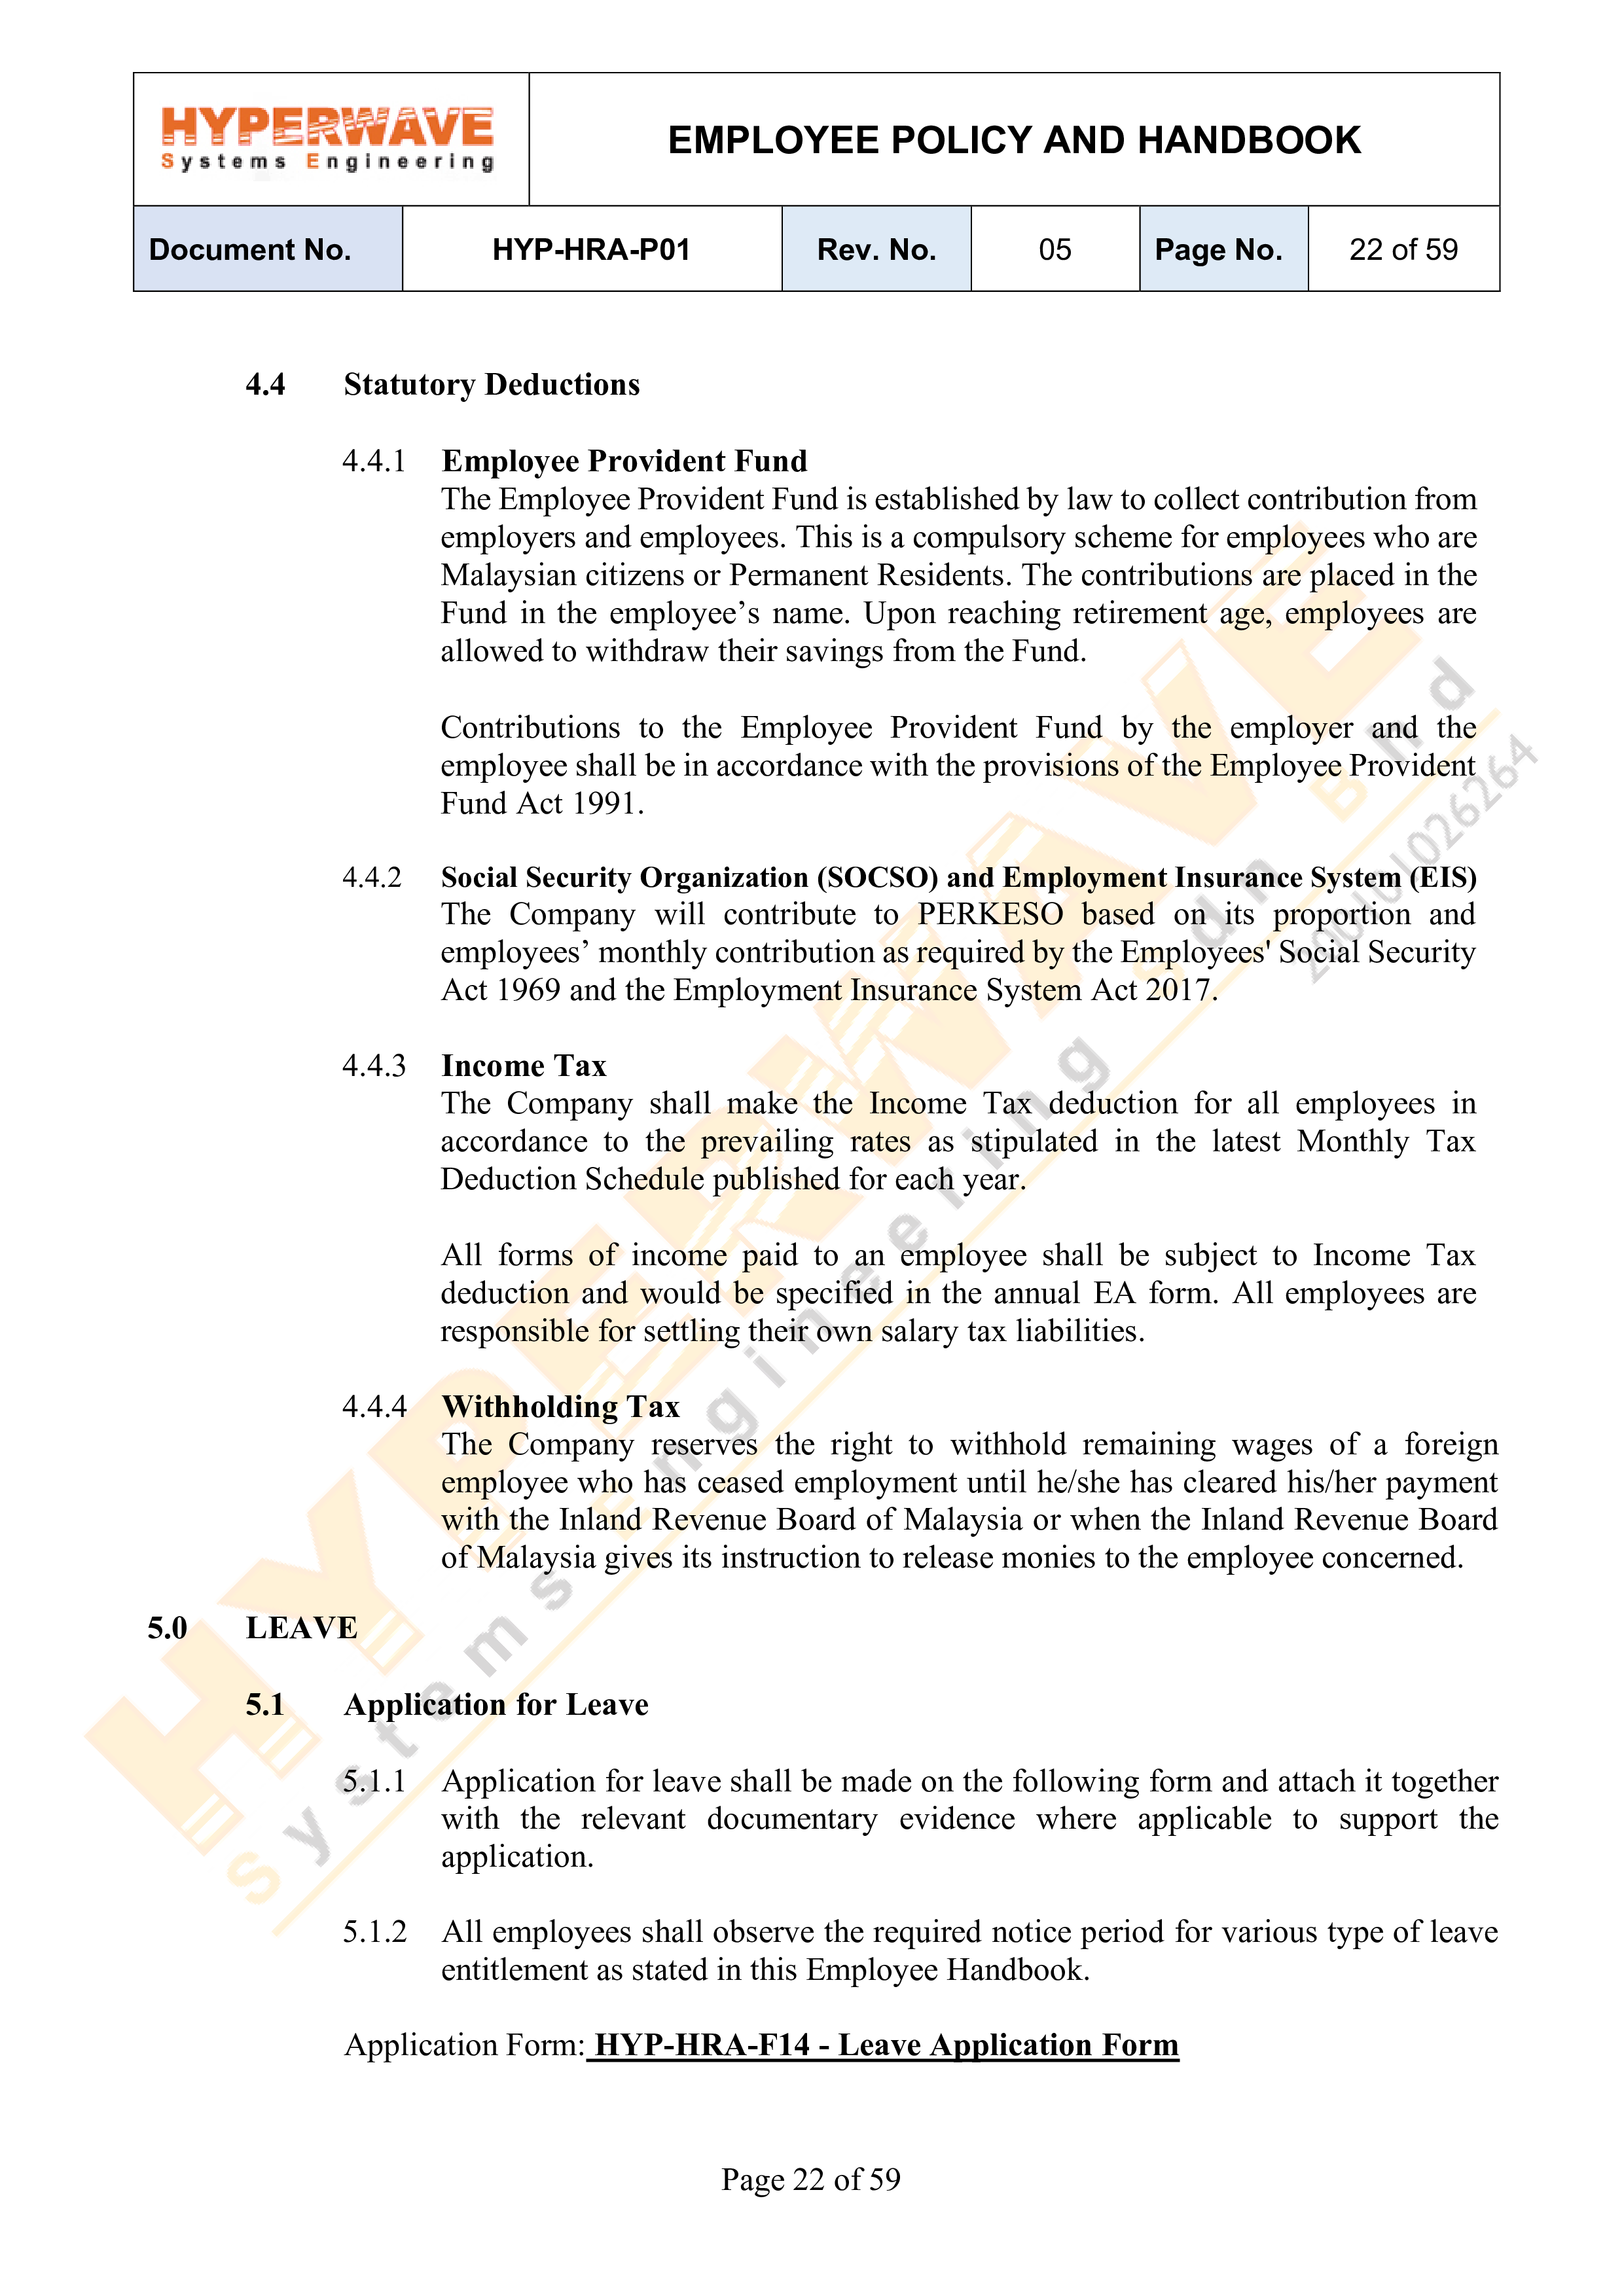 HYPERWAVE
Systems Engineering
EMPLOYEE POLICY AND HANDBOOK
Document No.
HYP-HRA-P01
Rev. No.
05
Page No.
22 of 59
4.4 Statutory Deductions
4.4.1 Employee Provident Fund
The Employee Provident Fund is established by law to collect contribution from
employers and employees. This is a compulsory scheme for employees who are
Malaysian citizens or Permanent Residents. The contributions are placed in the
Fund in the employee’s name. Upon reaching retirement age, employees are
allowed to withdraw their savings from the Fund.
Contributions to the Employee Provident Fund by the employer and the
employee shall be in accordance with the provisions of the Employee Provident
Fund Act 1991.
4.4.2 Social Security Organization (SOCSO) and Employment Insurance System (EIS)
The Company will contribute to PERKESO based on its proportion and
employees’ monthly contribution as required by the Employees' Social Security
Act 1969 and the Employment Insurance System Act 2017.
4.4.3 Income Tax
The Company shall make the Income Tax deduction for all employees in
accordance to the prevailing rates as stipulated in the latest Monthly Tax
Deduction Schedule published for each year.
All forms of income paid to an employee shall be subject to Income Tax
deduction and would be specified in the annual EA form. All employees are
responsible for settling their own salary tax liabilities.
4.4.4 Withholding Tax
The Company reserves the right to withhold remaining wages of a foreign
employee who has ceased employment until he/she has cleared his/her payment
with the Inland Revenue Board of Malaysia or when the Inland Revenue Board
of Malaysia gives its instruction to release monies to the employee concerned.
5.0 LEAVE
5.1 Application for Leave
5.1.1 Application for leave shall be made on the following form and attach it together
with the relevant documentary evidence where applicable to support the
application.
5.1.2 All employees shall observe the required notice period for various type of leave
entitlement as stated in this Employee Handbook.
Application Form: HYP-HRA-F14 - Leave Application Form
Page 22 of 59
HYPERWAVE
Systems Engineering Sdn Bhd